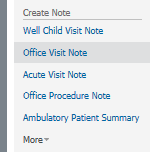 Create Note
Well Child Visit Note
Office Visit Note
Acute Visit Note
Office Procedure Note
Ambulatory Patient Summary
More